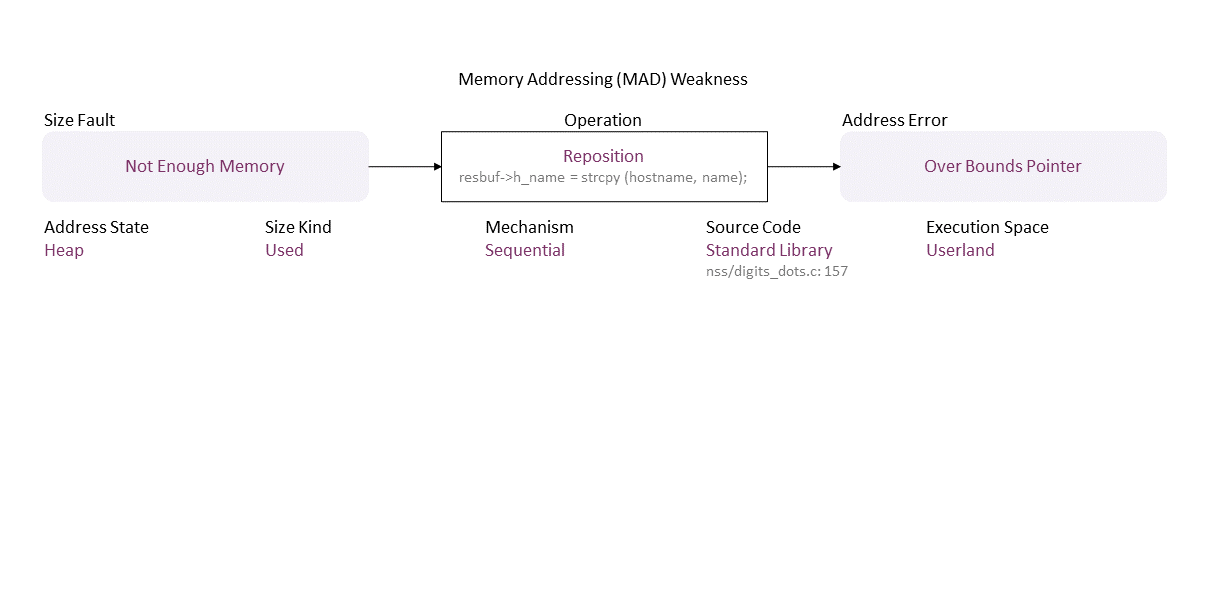 Memory Addressing (MAD) Weakness
Size Fault
Operation
Address Error
Not Enough Memory
Reposition
resbuf->h_name = strcpy (hostname, name);
Over Bounds Pointer
Address State
Size Kind
Mechanism
Source Code
Execution Space
Heap
Used
Sequential
Standard Library
Userland
nss/digits_dots.c: 157